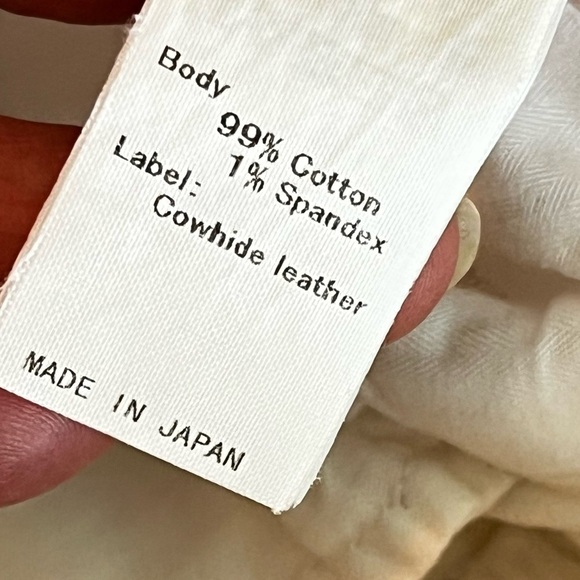 Body
99% Cotton
1% Spandex
Label:
Cowhide leather
MADE IN JAPAN